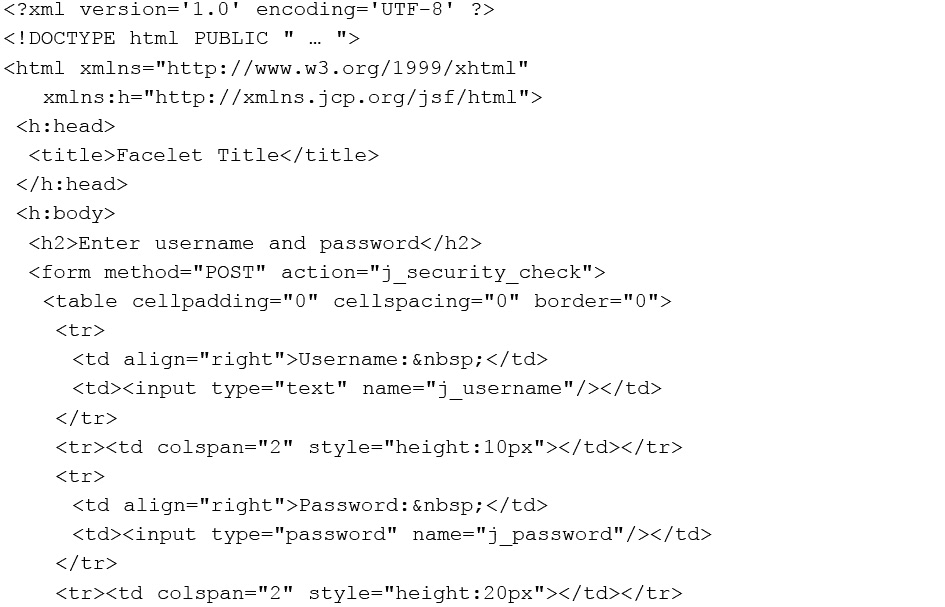 <?xml version='1.0' encoding='UTF-8' ?>
<!DOCTYPE html PUBLIC " … ">
<html xmlns="http://www.w3.org/1999/xhtml"
xmlns:h="http://xmlns.jcp.org/jsf/html">
<h:head>
<title>Facelet Title</title>
</h:head>
<h:body>
<h2>Enter username and password</h2>
<form method="POST" action="j_security_check">
<table cellpadding="0" cellspacing="0" border="0">
<tr>
<td align="right">Username:&nbsp;</td>
<td><input type="text" name="j_username"/></td>
</tr>
<tr><td colspan="2" style="height:10px"></td></tr>
<tr>
<td align="right">Password:&nbsp;</td>
<td><input type="password" name="j_password"/></td>
</tr>
<tr><td colspan="2" style="height:20px"></td></tr>